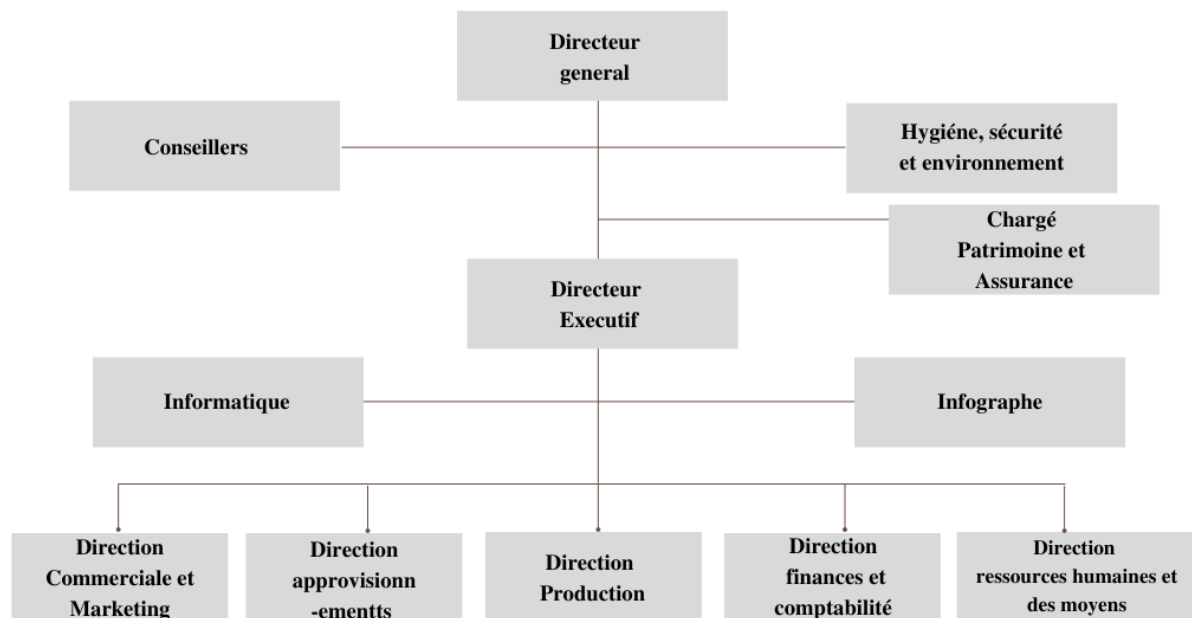 Directeur
general
Conseillers
Hygiéne, sécurité
et environnement
Chargé
Patrimoine et
Assurance
Directeur
Executif
Informatique
Infographe
Direction
Commerciale et
Marketing
Direction
approvisionn
-ementts
Direction
Production
Direction
finances et
comptabilité
Direction
ressources humaines et
des moyens